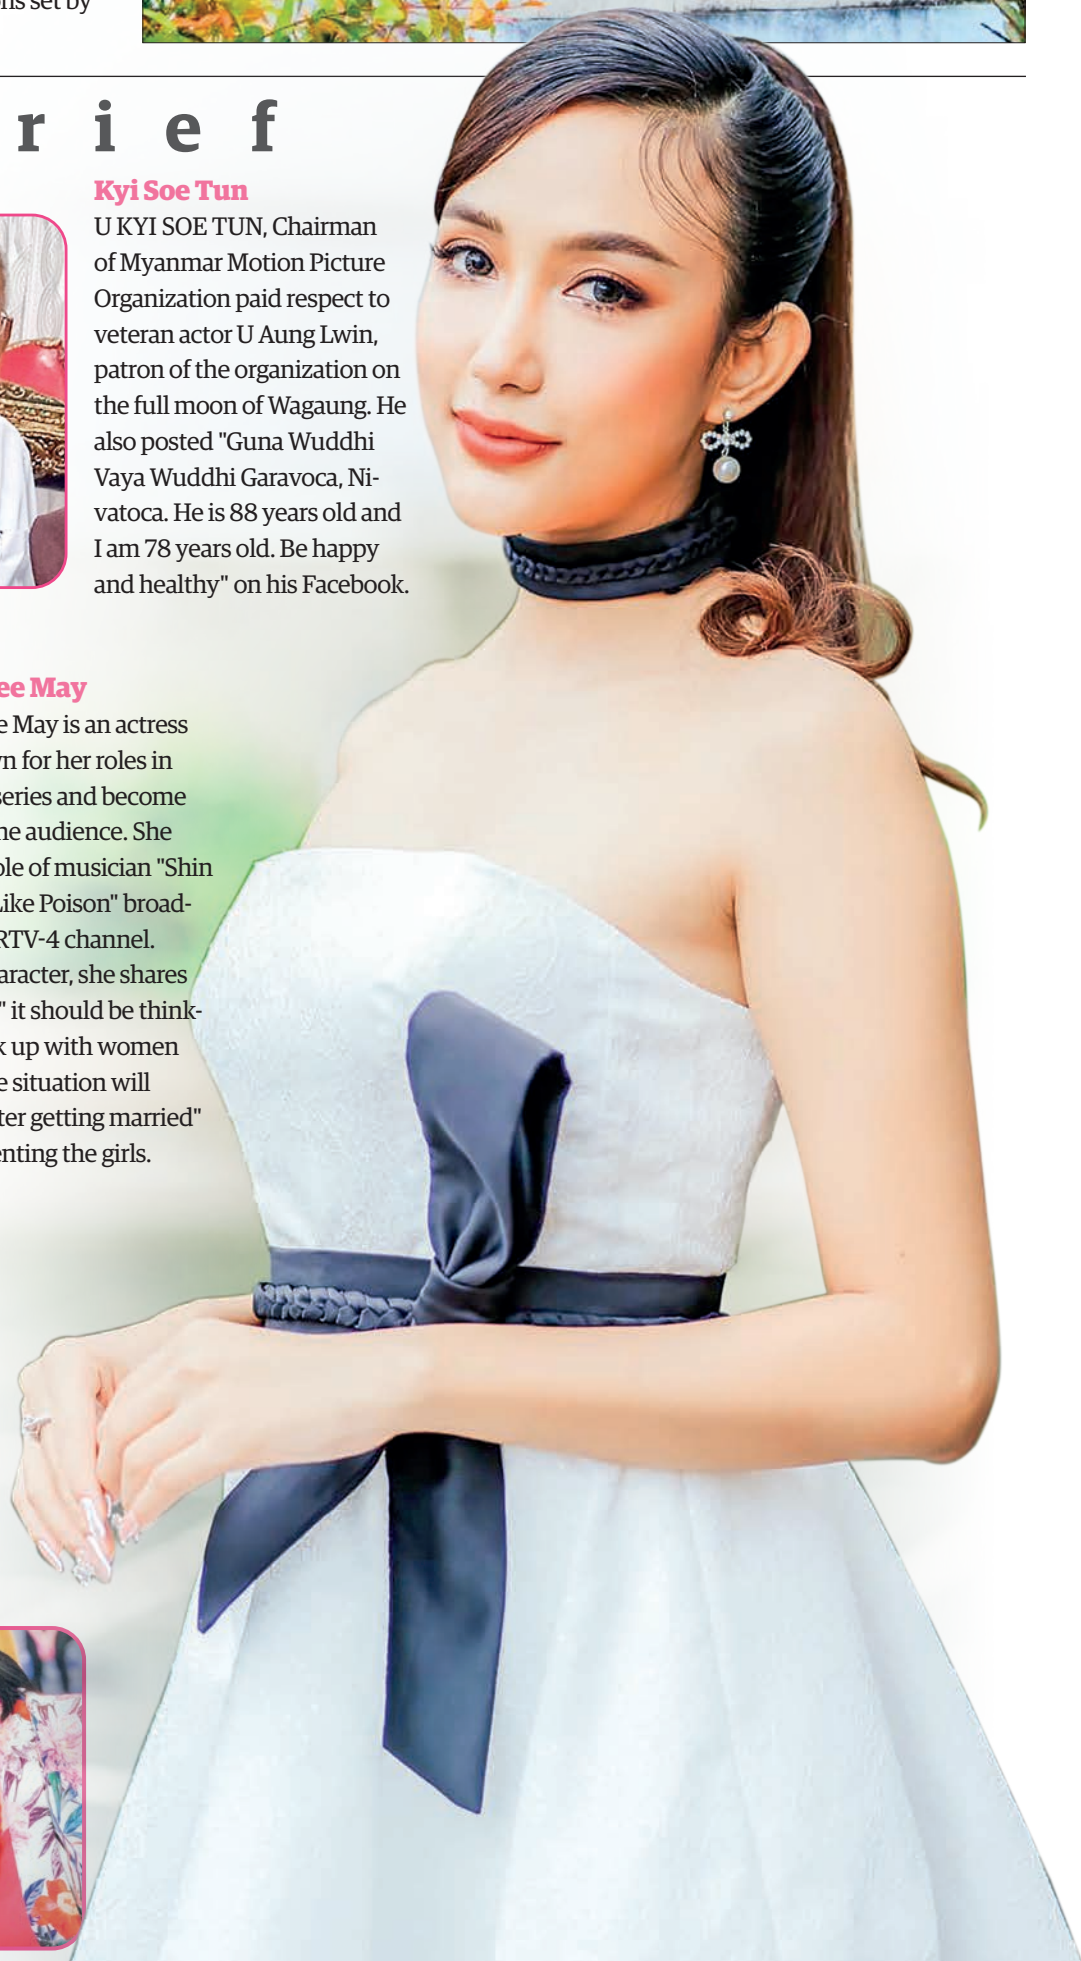 ns set by
r i e f
Kyi Soe Tun
U KYI SOE TUN, Chairman
of Myanmar Motion Picture
Organization paid respect to
veteran actor U Aung Lwin,
patron of the organization on
the full moon of Wagaung. He
also posted "Guna Wuddhi
Vaya Wuddhi Garavoca, Ni-
vatoca. He is 88 years old and
I am 78 years old. Be happy
and healthy" on his Facebook.
ee May
e May is an actress
n for her roles in
series and become
he audience. She
ole of musician "Shin
Like Poison" broad-
RTV-4 channel.
aracter, she shares
" it should be think-
k up with women
e situation will
ter getting married"
enting the girls.